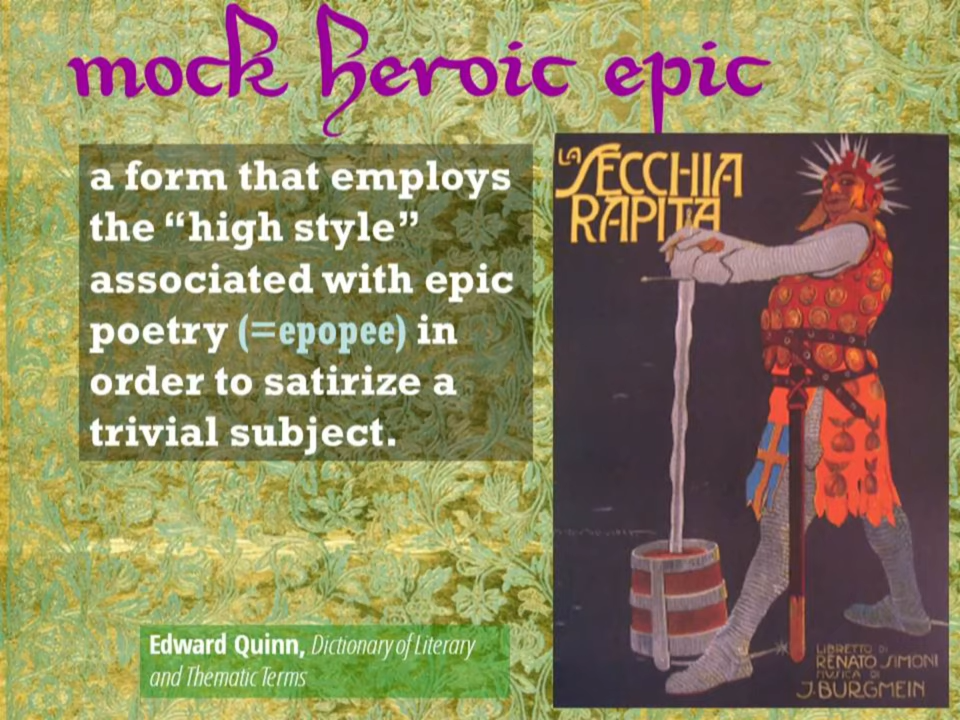 mock heroic epic
a form that employs
the “high style”
associated with epic
poetry (=epopee) in
order to satirize a
trivial subject.
Edward Quinn, Dictionary of Literary
and Thematic Terms
LA SECCHIA
RAPITA
LIBRETTO DI
RENATO SIMONI
MUSICA DI
J. BURGMEIN